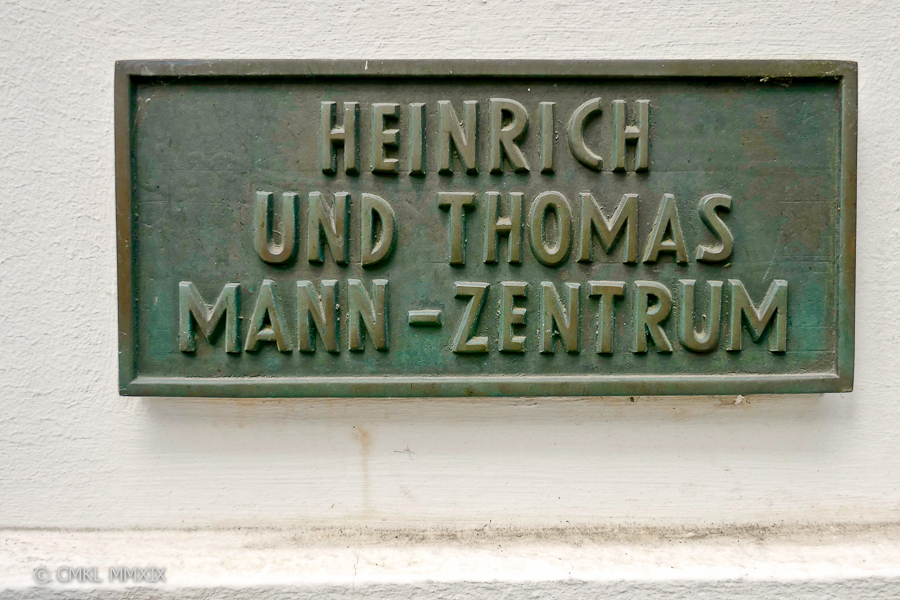 HEINRICH
UND THOMAS
MANN-ZENTRUM
© CMKL MMXIX